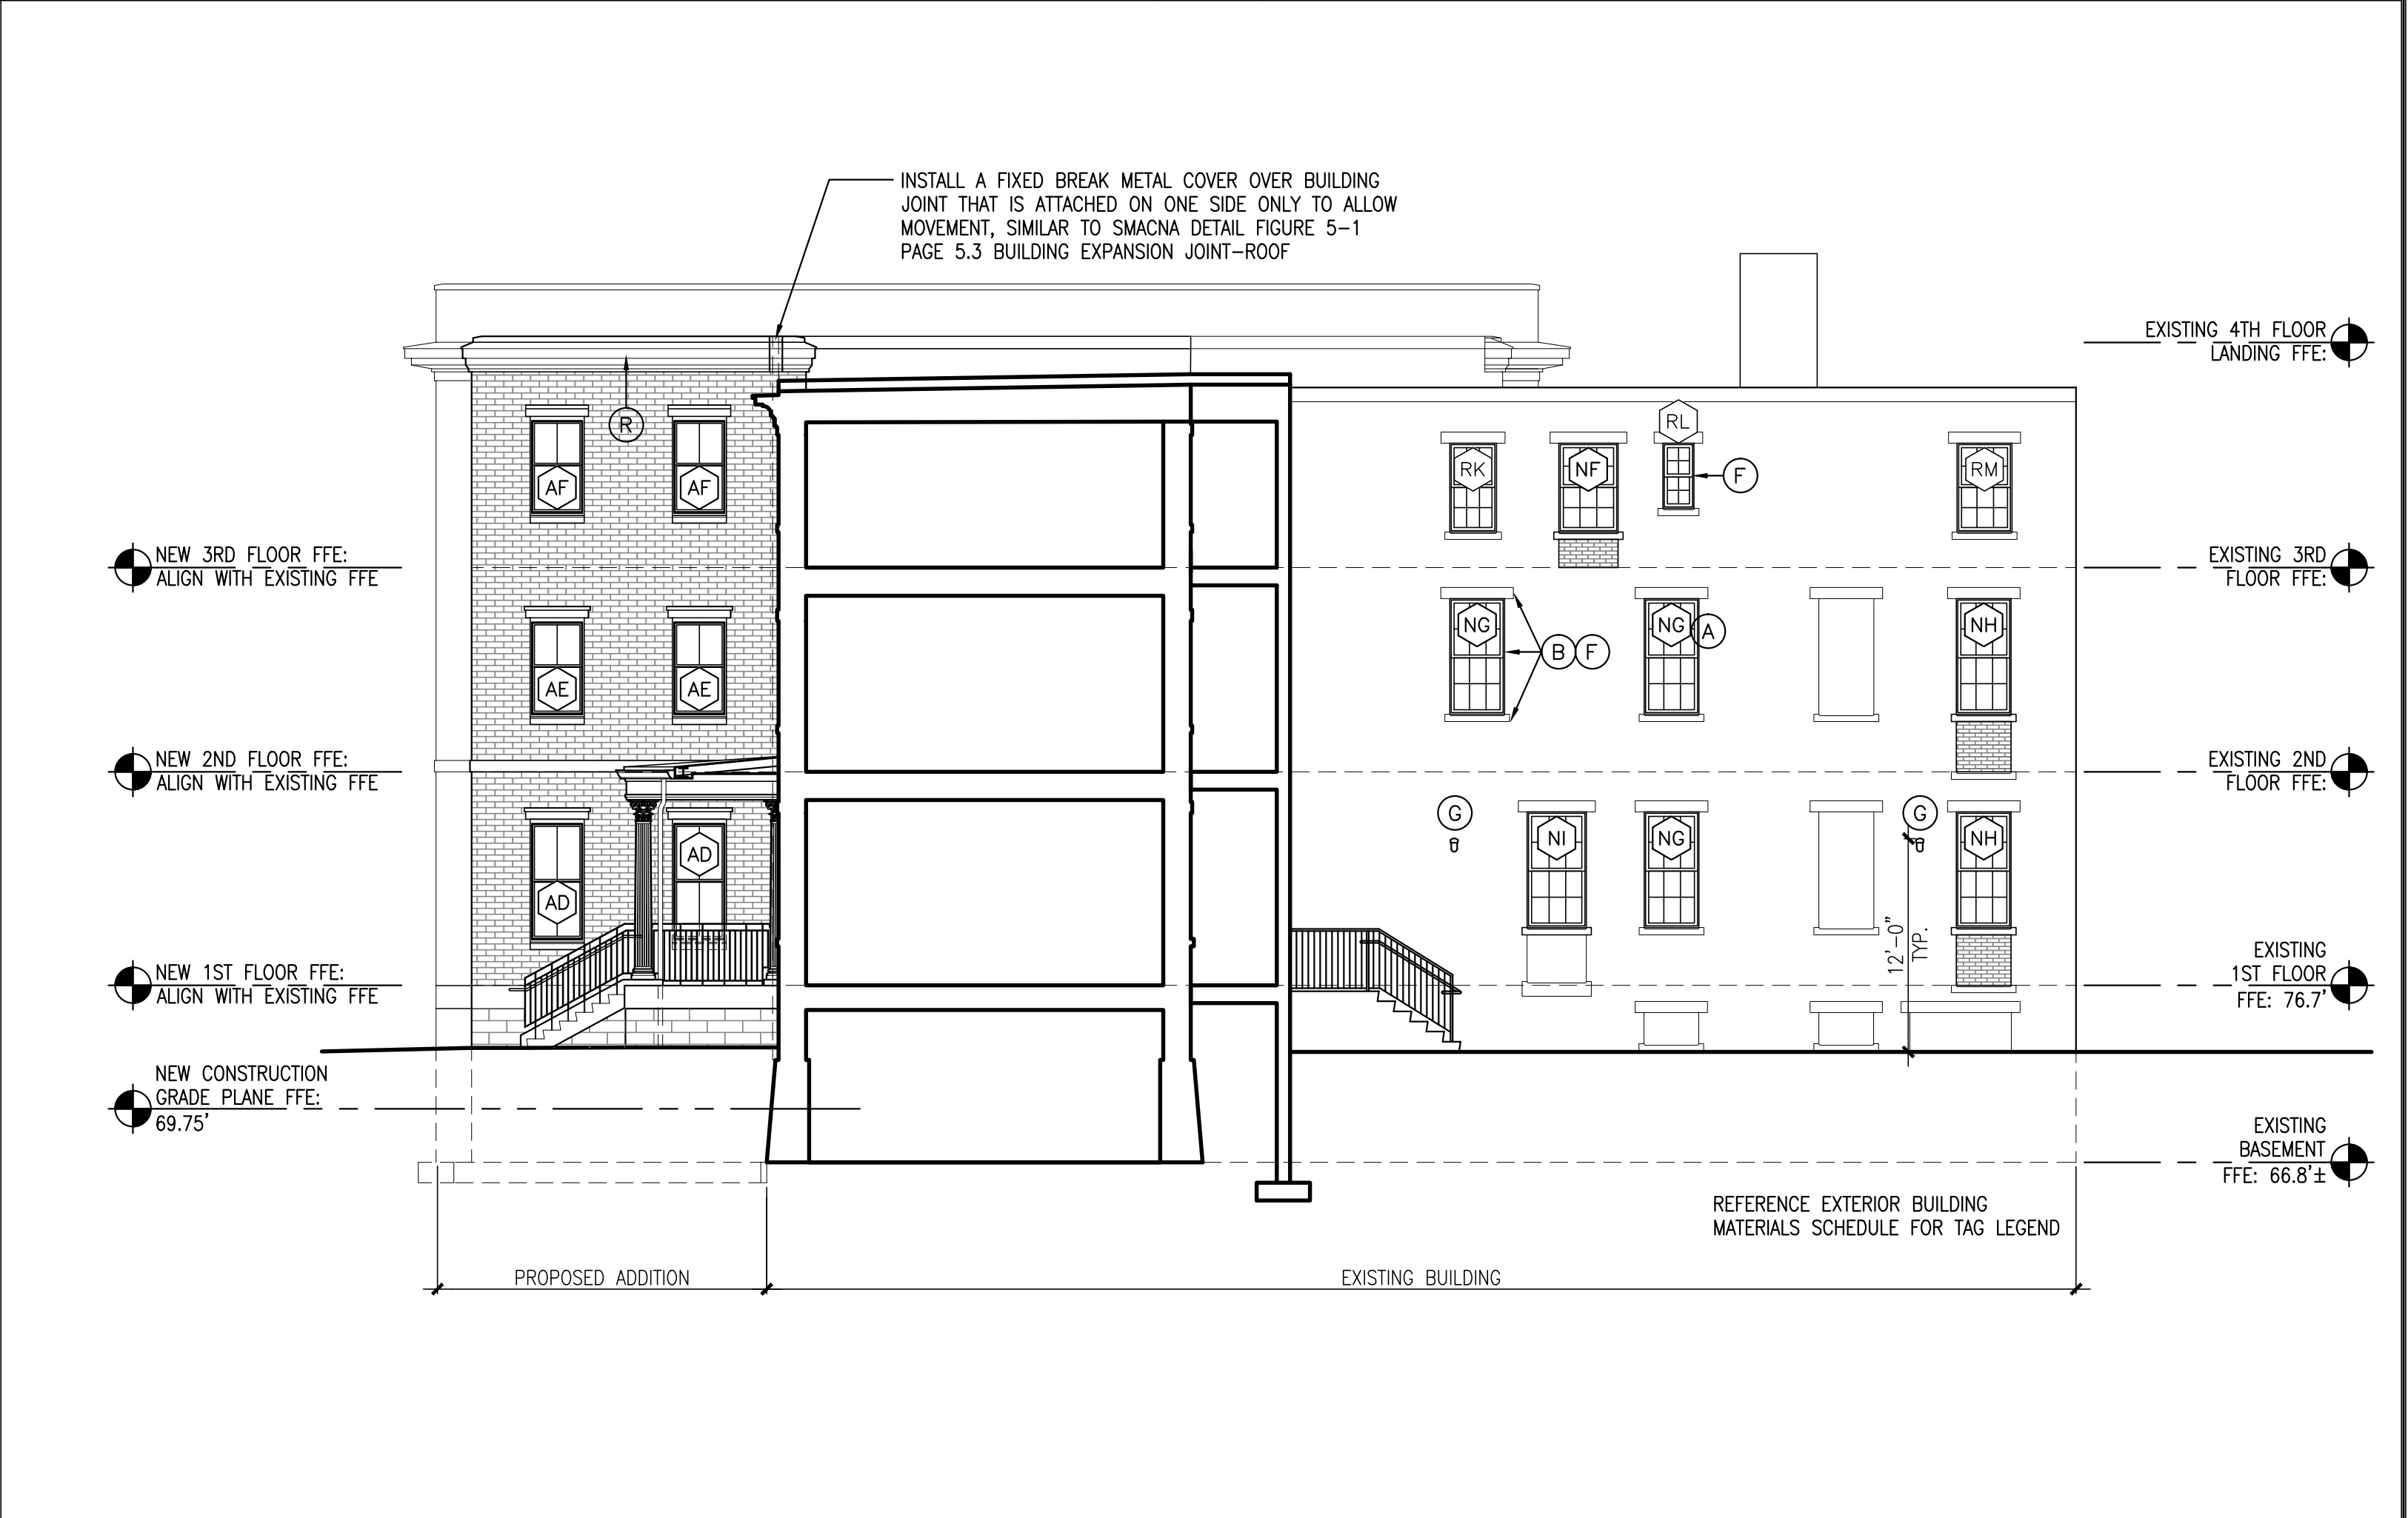 INSTALL A FIXED BREAK METAL COVER OVER BUILDING
JOINT THAT IS ATTACHED ON ONE SIDE ONLY TO ALLOW
MOVEMENT, SIMILAR TO SMACNA DETAIL FIGURE 5-1
PAGE 5.3 BUILDING EXPANSION JOINT-ROOF
EXISTING 4TH FLOOR
LANDING FFE:
R
AF
AF
RK
NF
RL
F
RM
NEW 3RD FLOOR FFE:
ALIGN WITH EXISTING FFE
EXISTING 3RD
FLOOR FFE:
AE
AE
NG
B
F
NG
A
NH
NEW 2ND FLOOR FFE:
ALIGN WITH EXISTING FFE
EXISTING 2ND
FLOOR FFE:
AD
AD
G
NI
NG
G
NH
12'-0"
TYP.
NEW 1ST FLOOR FFE:
ALIGN WITH EXISTING FFE
EXISTING
1ST FLOOR
FFE: 76.7'
NEW CONSTRUCTION
GRADE PLANE FFE:
69.75'
EXISTING
BASEMENT
FFE: 66.8'±
REFERENCE EXTERIOR BUILDING
MATERIALS SCHEDULE FOR TAG LEGEND
PROPOSED ADDITION
EXISTING BUILDING